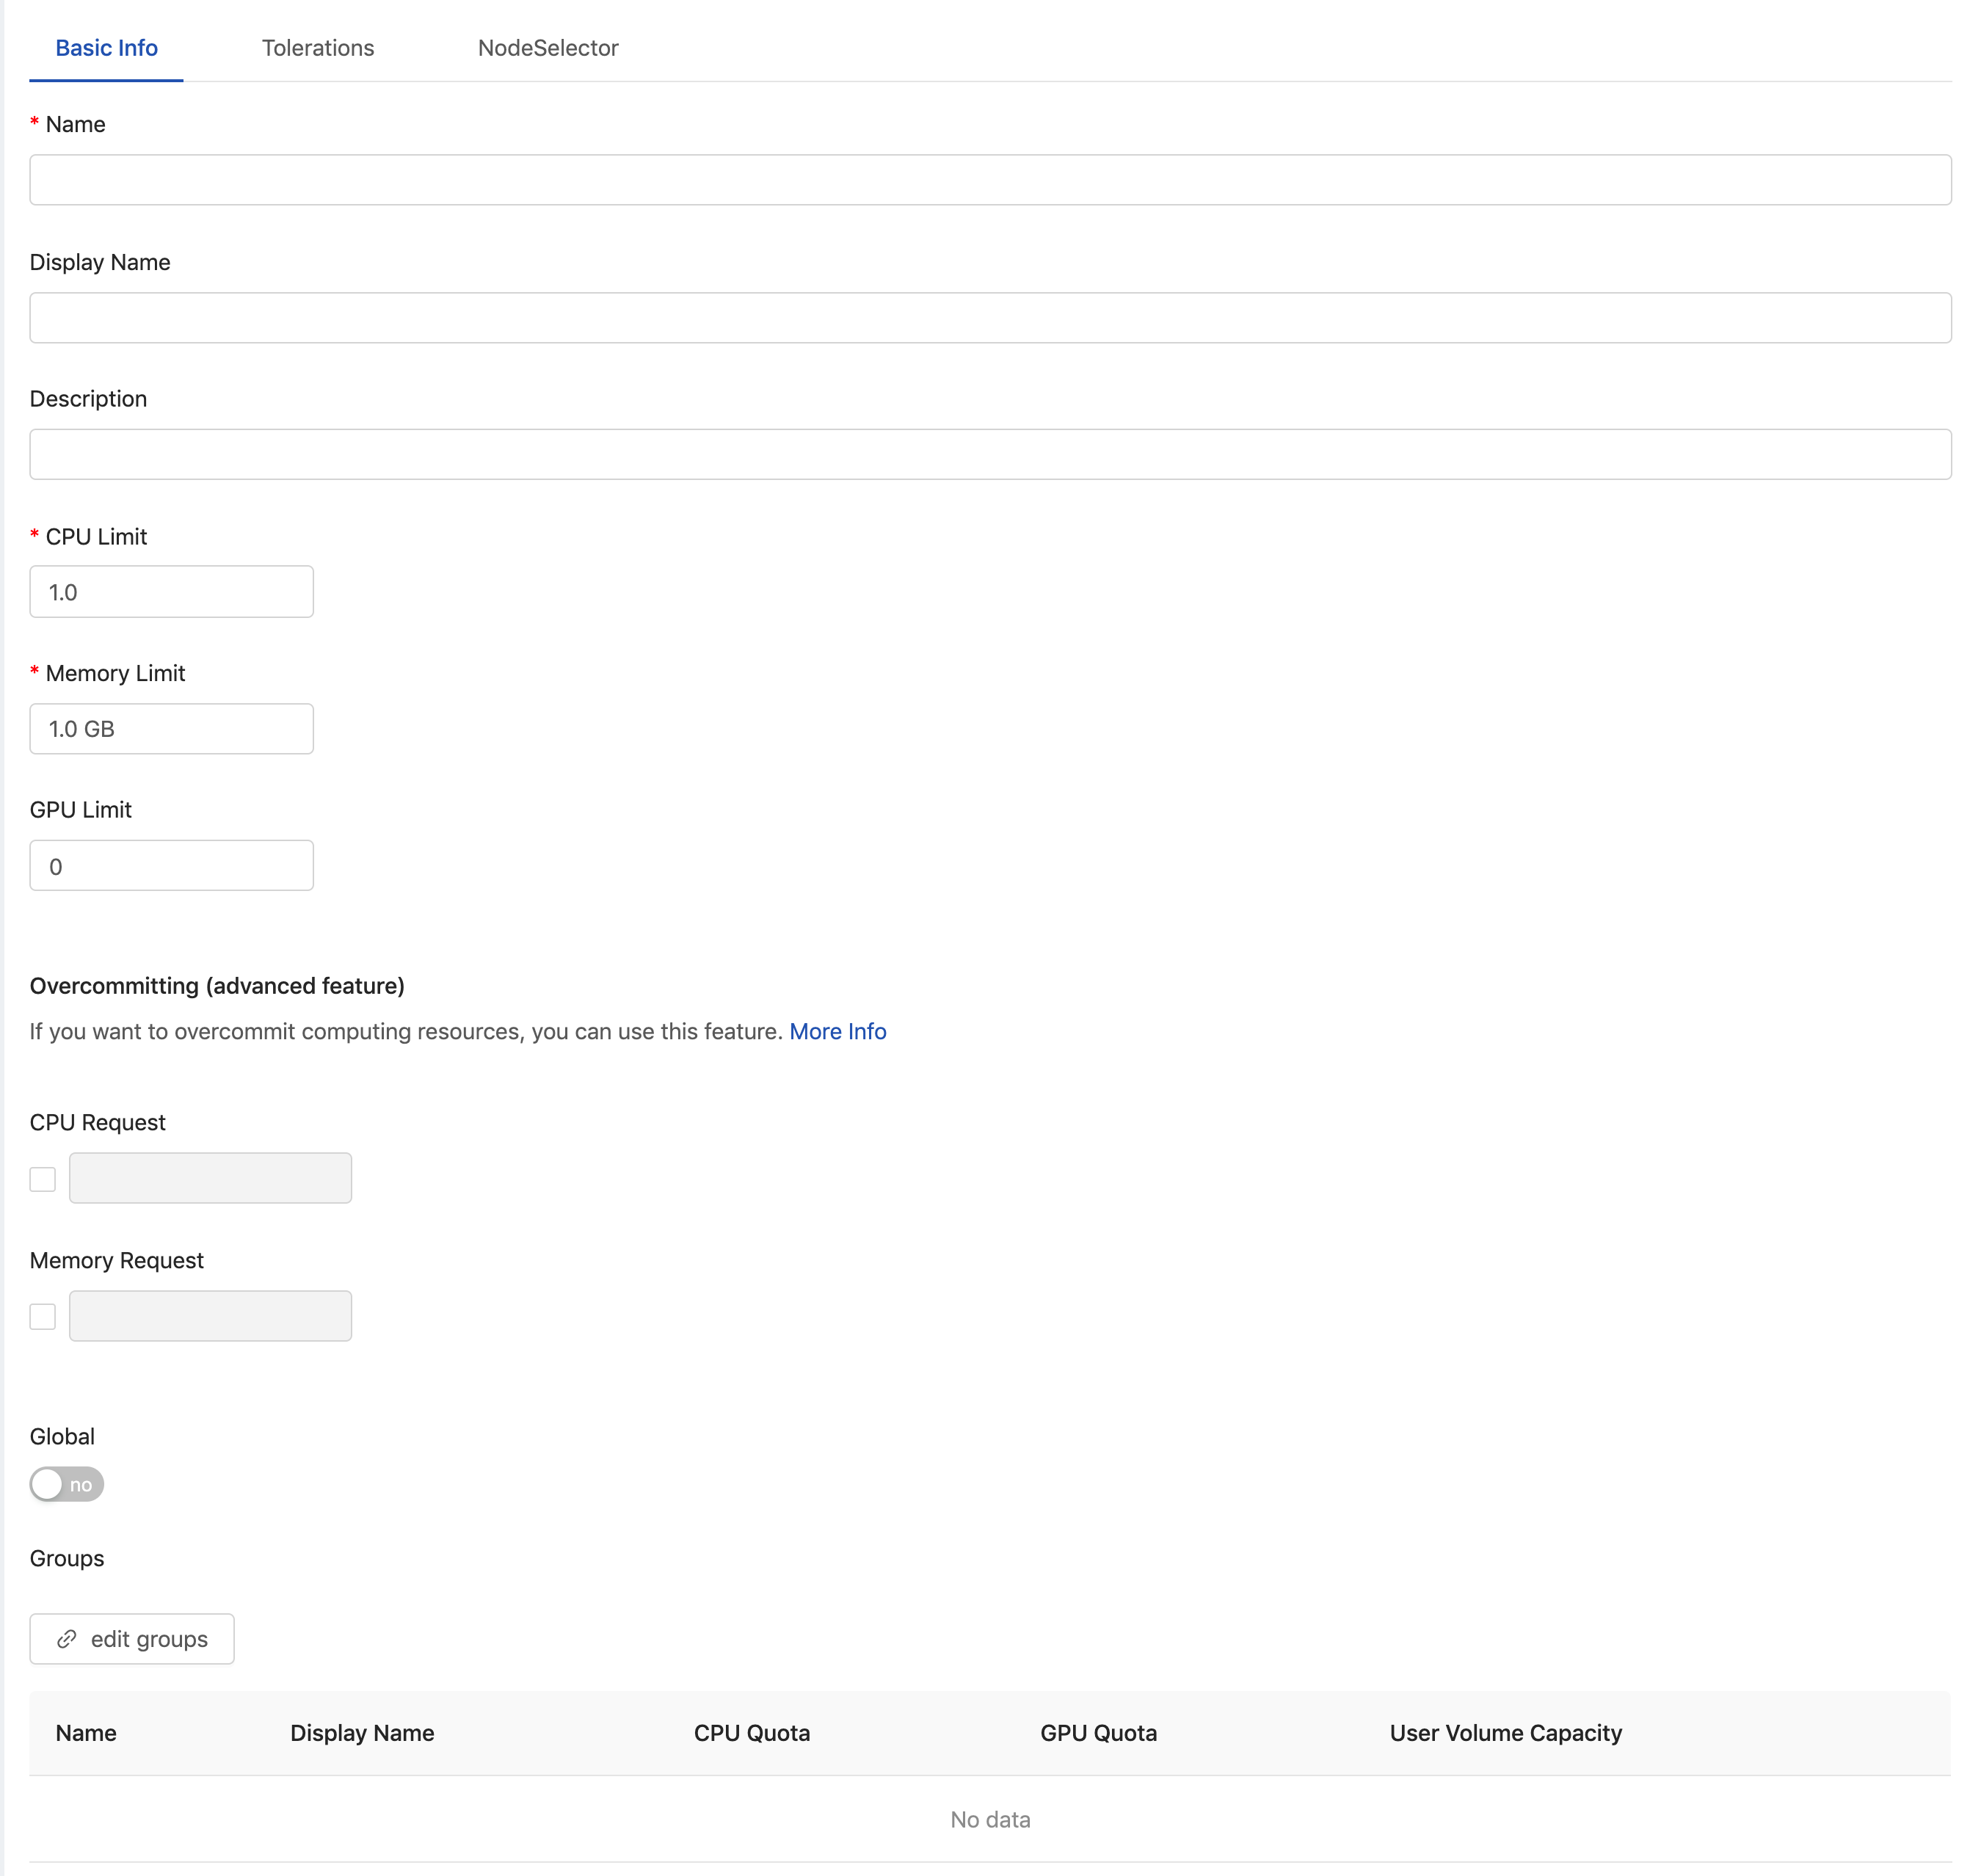 Basic Info Tolerations NodeSelector
* Name
Display Name
Description
* CPU Limit
1.0
* Memory Limit
1.0 GB
GPU Limit
0
Overcommitting (advanced feature)
If you want to overcommit computing resources, you can use this feature. More Info
CPU Request
Memory Request
Global
no
Groups
edit groups
Name Display Name CPU Quota GPU Quota User Volume Capacity
No data